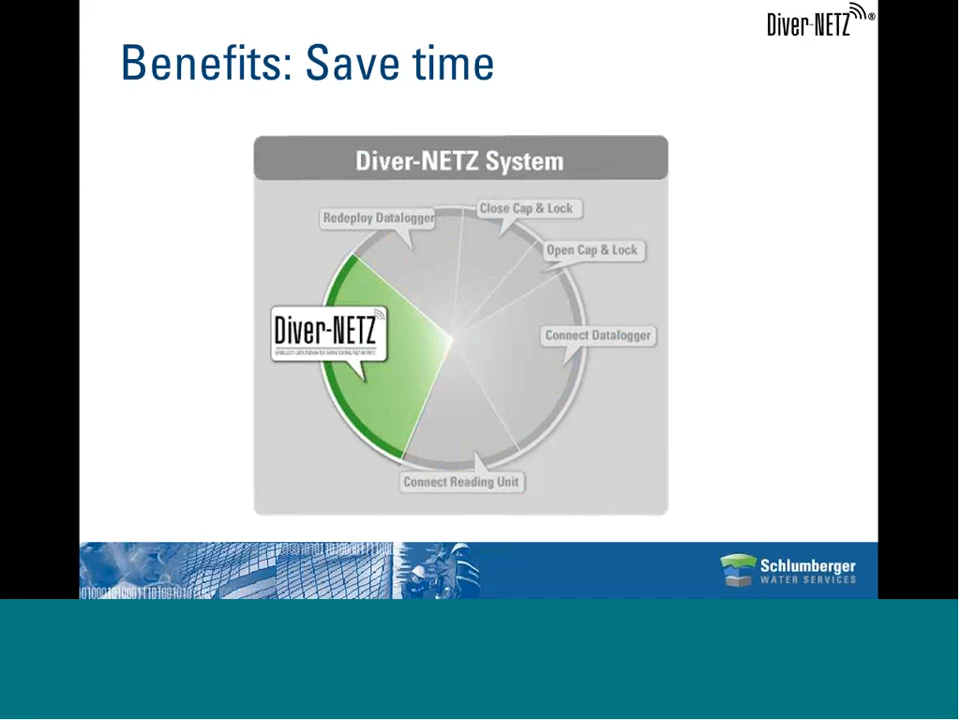 Diver-NETZ®
Benefits: Save time
Diver-NETZ System
Redeploy Datalogger
Close Cap & Lock
Open Cap & Lock
Diver-NETZ
Connect Datalogger
Connect Reading Unit
Schlumberger
WATER SERVICES